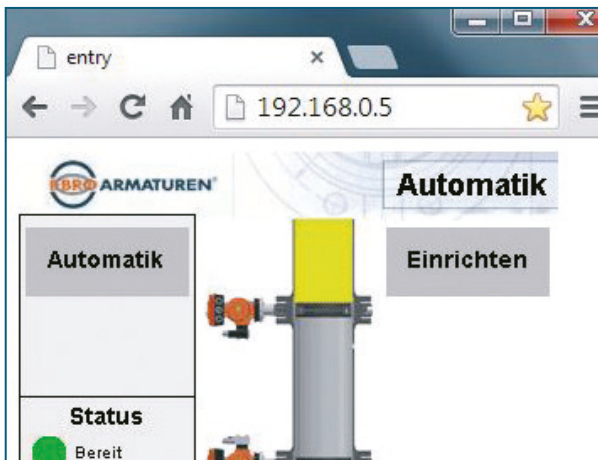 entry
192.168.0.5
EBRO ARMATUREN®
Automatik
Automatik
Einrichten
Status
Bereit